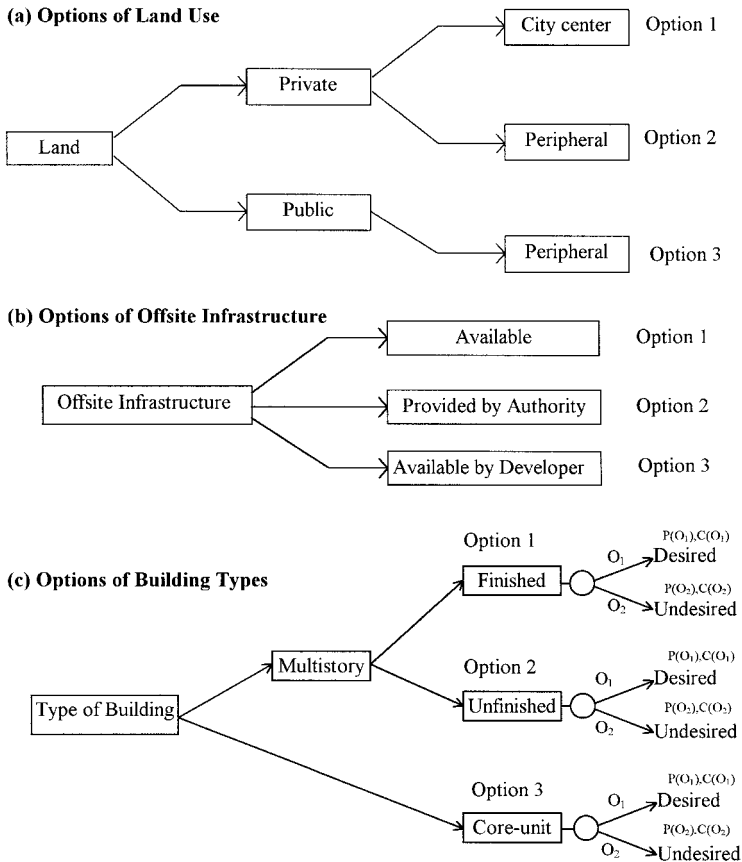 (a) Options of Land Use
City center Option 1
Private
Land
Peripheral Option 2
Public
Peripheral Option 3
(b) Options of Offsite Infrastructure
Available Option 1
Offsite Infrastructure Provided by Authority Option 2
Available by Developer Option 3
(c) Options of Building Types
Option 1
P(O₁),C(O₁)
O₁ Desired
Finished
P(O₂),C(O₂)
O₂ Undesired
Multistory
Option 2
P(O₁),C(O₁)
O₁ Desired
Unfinished
P(O₂),C(O₂)
O₂ Undesired
Type of Building
Option 3
P(O₁),C(O₁)
O₁ Desired
Core-unit
P(O₂),C(O₂)
O₂ Undesired